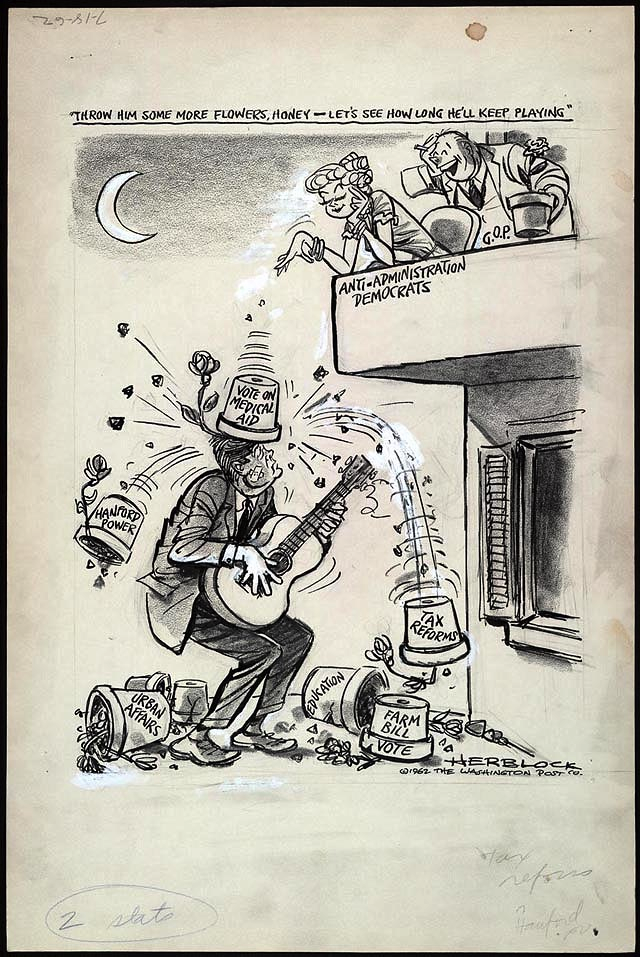 7-18-62
"THROW HIM SOME MORE FLOWERS, HONEY — LET'S SEE HOW LONG HE'LL KEEP PLAYING"
G.O.P.
ANTI-ADMINISTRATION
DEMOCRATS
VOTE ON
MEDICAL
AID
HANFORD
POWER
TAX
REFORMS
URBAN
AFFAIRS
EDUCATION
FARM
BILL
VOTE
HERBLOCK
©1962 THE WASHINGTON POST CO.
2 stats
tax
reforms
Hanford